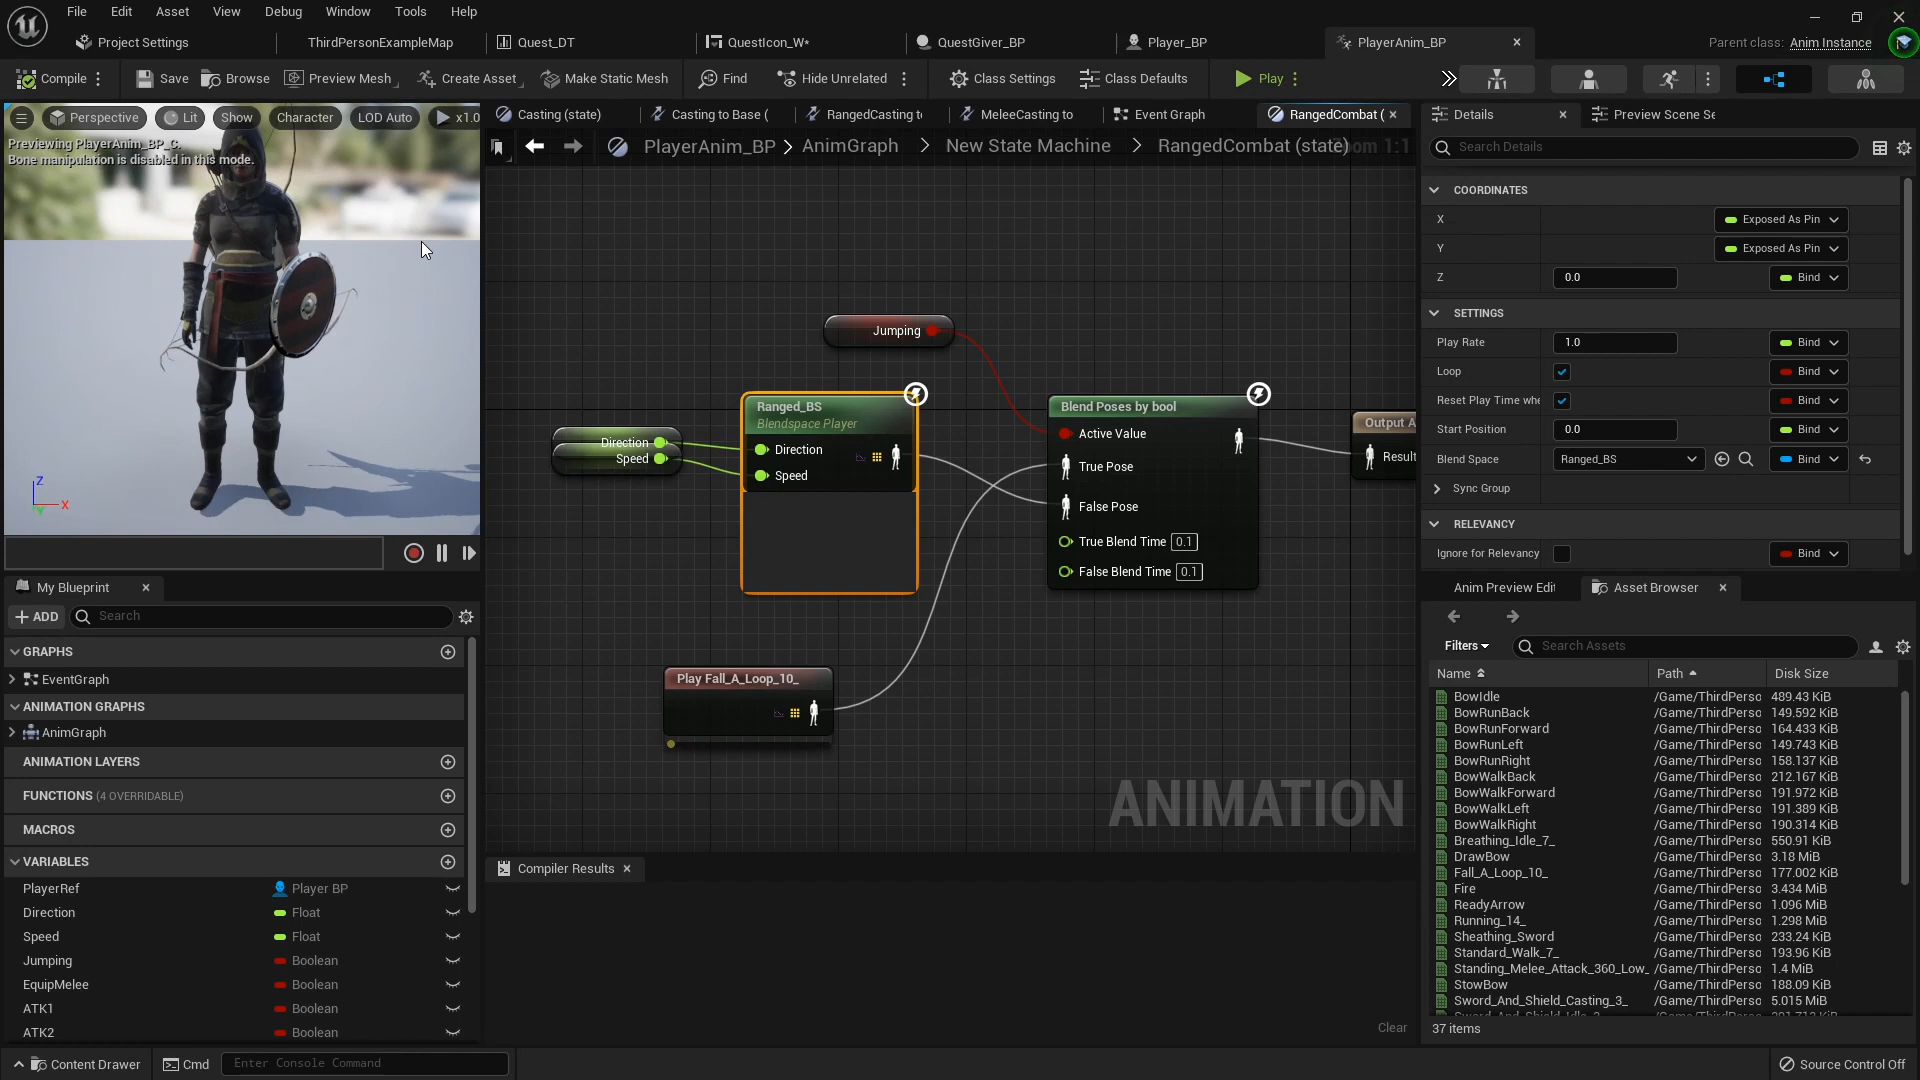 File Edit Asset View Debug Window Tools Help
Project Settings ThirdPersonExampleMap Quest_DT QuestIcon_W* QuestGiver_BP Player_BP PlayerAnim_BP Parent class: Anim Instance
Compile Save Browse Preview Mesh Create Asset Make Static Mesh Find Hide Unrelated Class Settings Class Defaults Play
Perspective Lit Show Character LOD Auto x1.0
Previewing PlayerAnim_BP_C.
Bone manipulation is disabled in this mode.
Z
X
Casting (state) Casting to Base ( RangedCasting to MeleeCasting to Event Graph RangedCombat (
PlayerAnim_BP > AnimGraph > New State Machine > RangedCombat (state)
Jumping
Direction
Speed
Ranged_BS
Blendspace Player
Direction
Speed
Blend Poses by bool
Active Value
True Pose
False Pose
True Blend Time 0.1
False Blend Time 0.1
Output A
Result
Play Fall_A_Loop_10_
ANIMATION
Compiler Results
Clear
My Blueprint
ADD Search
GRAPHS
EventGraph
ANIMATION GRAPHS
AnimGraph
ANIMATION LAYERS
FUNCTIONS (4 OVERRIDABLE)
MACROS
VARIABLES
PlayerRef Player BP
Direction Float
Speed Float
Jumping Boolean
EquipMelee Boolean
ATK1 Boolean
ATK2 Boolean
Details Preview Scene Se
Search Details
COORDINATES
X Exposed As Pin
Y Exposed As Pin
Z 0.0 Bind
SETTINGS
Play Rate 1.0 Bind
Loop Bind
Reset Play Time whe Bind
Start Position 0.0 Bind
Blend Space Ranged_BS Bind
Sync Group
RELEVANCY
Ignore for Relevancy Bind
Anim Preview Edit Asset Browser
Filters Search Assets
Name Path Disk Size
BowIdle /Game/ThirdPerso 489.43 KiB
BowRunBack /Game/ThirdPerso 149.592 KiB
BowRunForward /Game/ThirdPerso 164.433 KiB
BowRunLeft /Game/ThirdPerso 149.743 KiB
BowRunRight /Game/ThirdPerso 158.137 KiB
BowWalkBack /Game/ThirdPerso 212.167 KiB
BowWalkForward /Game/ThirdPerso 191.972 KiB
BowWalkLeft /Game/ThirdPerso 191.389 KiB
BowWalkRight /Game/ThirdPerso 190.314 KiB
Breathing_Idle_7_ /Game/ThirdPerso 550.91 KiB
DrawBow /Game/ThirdPerso 3.18 MiB
Fall_A_Loop_10_ /Game/ThirdPerso 177.002 KiB
Fire /Game/ThirdPerso 3.434 MiB
ReadyArrow /Game/ThirdPerso 1.096 MiB
Running_14_ /Game/ThirdPerso 1.298 MiB
Sheathing_Sword /Game/ThirdPerso 233.24 KiB
Standard_Walk_7_ /Game/ThirdPerso 193.96 KiB
Standing_Melee_Attack_360_Low_ /Game/ThirdPerso 1.4 MiB
StowBow /Game/ThirdPerso 188.09 KiB
Sword_And_Shield_Casting_3_ /Game/ThirdPerso 5.015 MiB
37 items
Content Drawer Cmd Enter Console Command Source Control Off